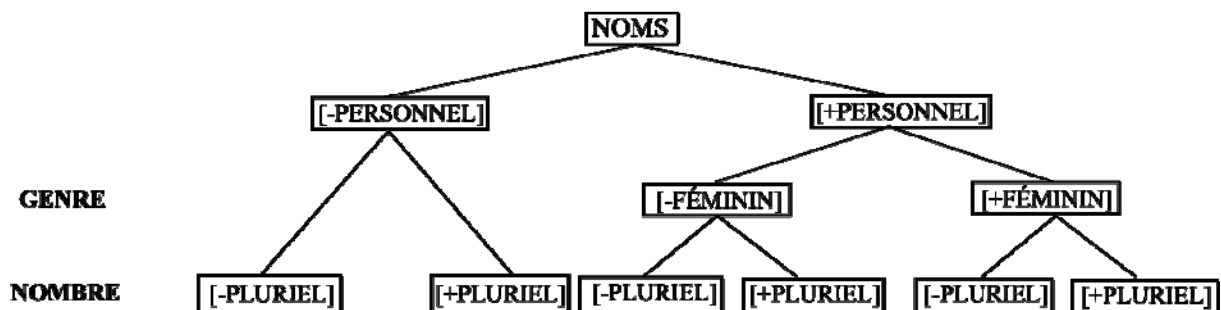 NOMS
[-PERSONNEL] [+PERSONNEL]
GENRE [-FÉMININ] [+FÉMININ]
NOMBRE [-PLURIEL] [+PLURIEL] [-PLURIEL] [+PLURIEL] [-PLURIEL] [+PLURIEL]